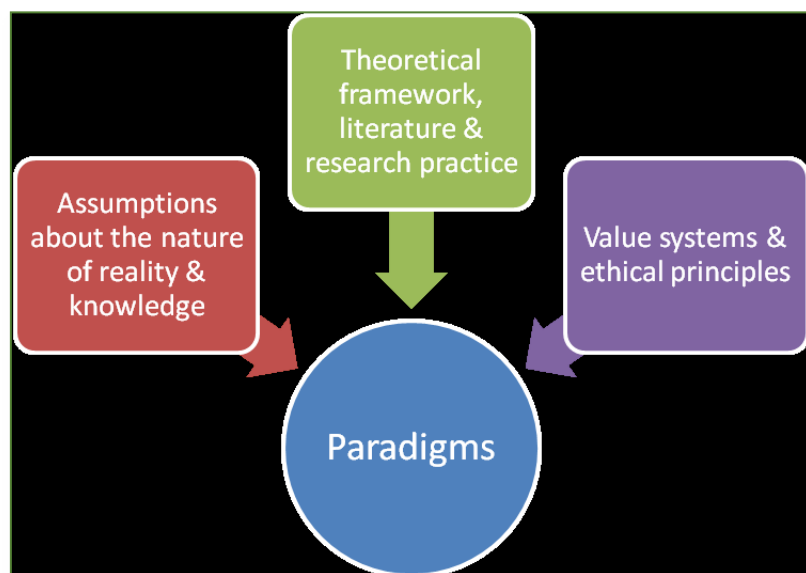 Theoretical
framework,
literature &
research practice
Assumptions
about the nature
of reality &
knowledge
Value systems &
ethical principles
Paradigms